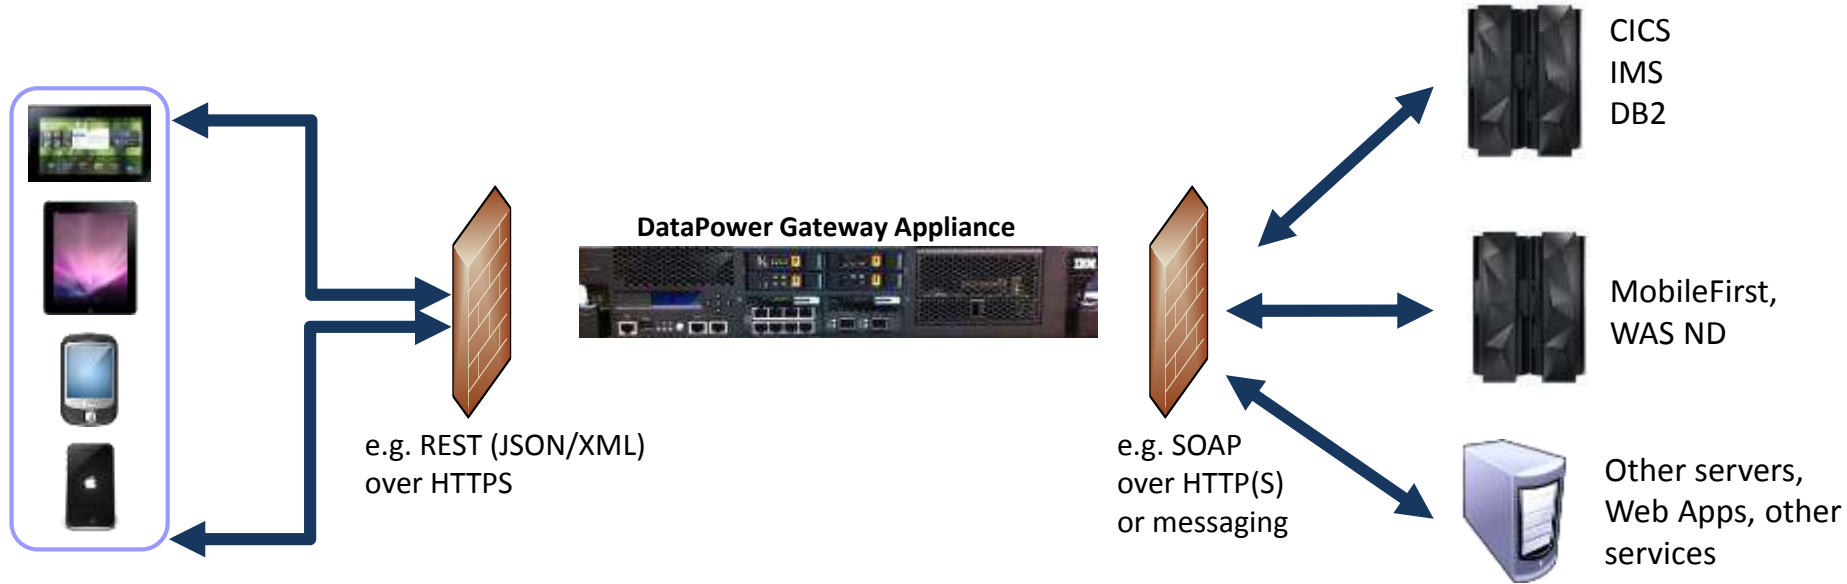 DataPower Gateway Appliance
IBM
e.g. REST (JSON/XML)
over HTTPS
e.g. SOAP
over HTTP(S)
or messaging
CICS
IMS
DB2
MobileFirst,
WAS ND
Other servers,
Web Apps, other
services